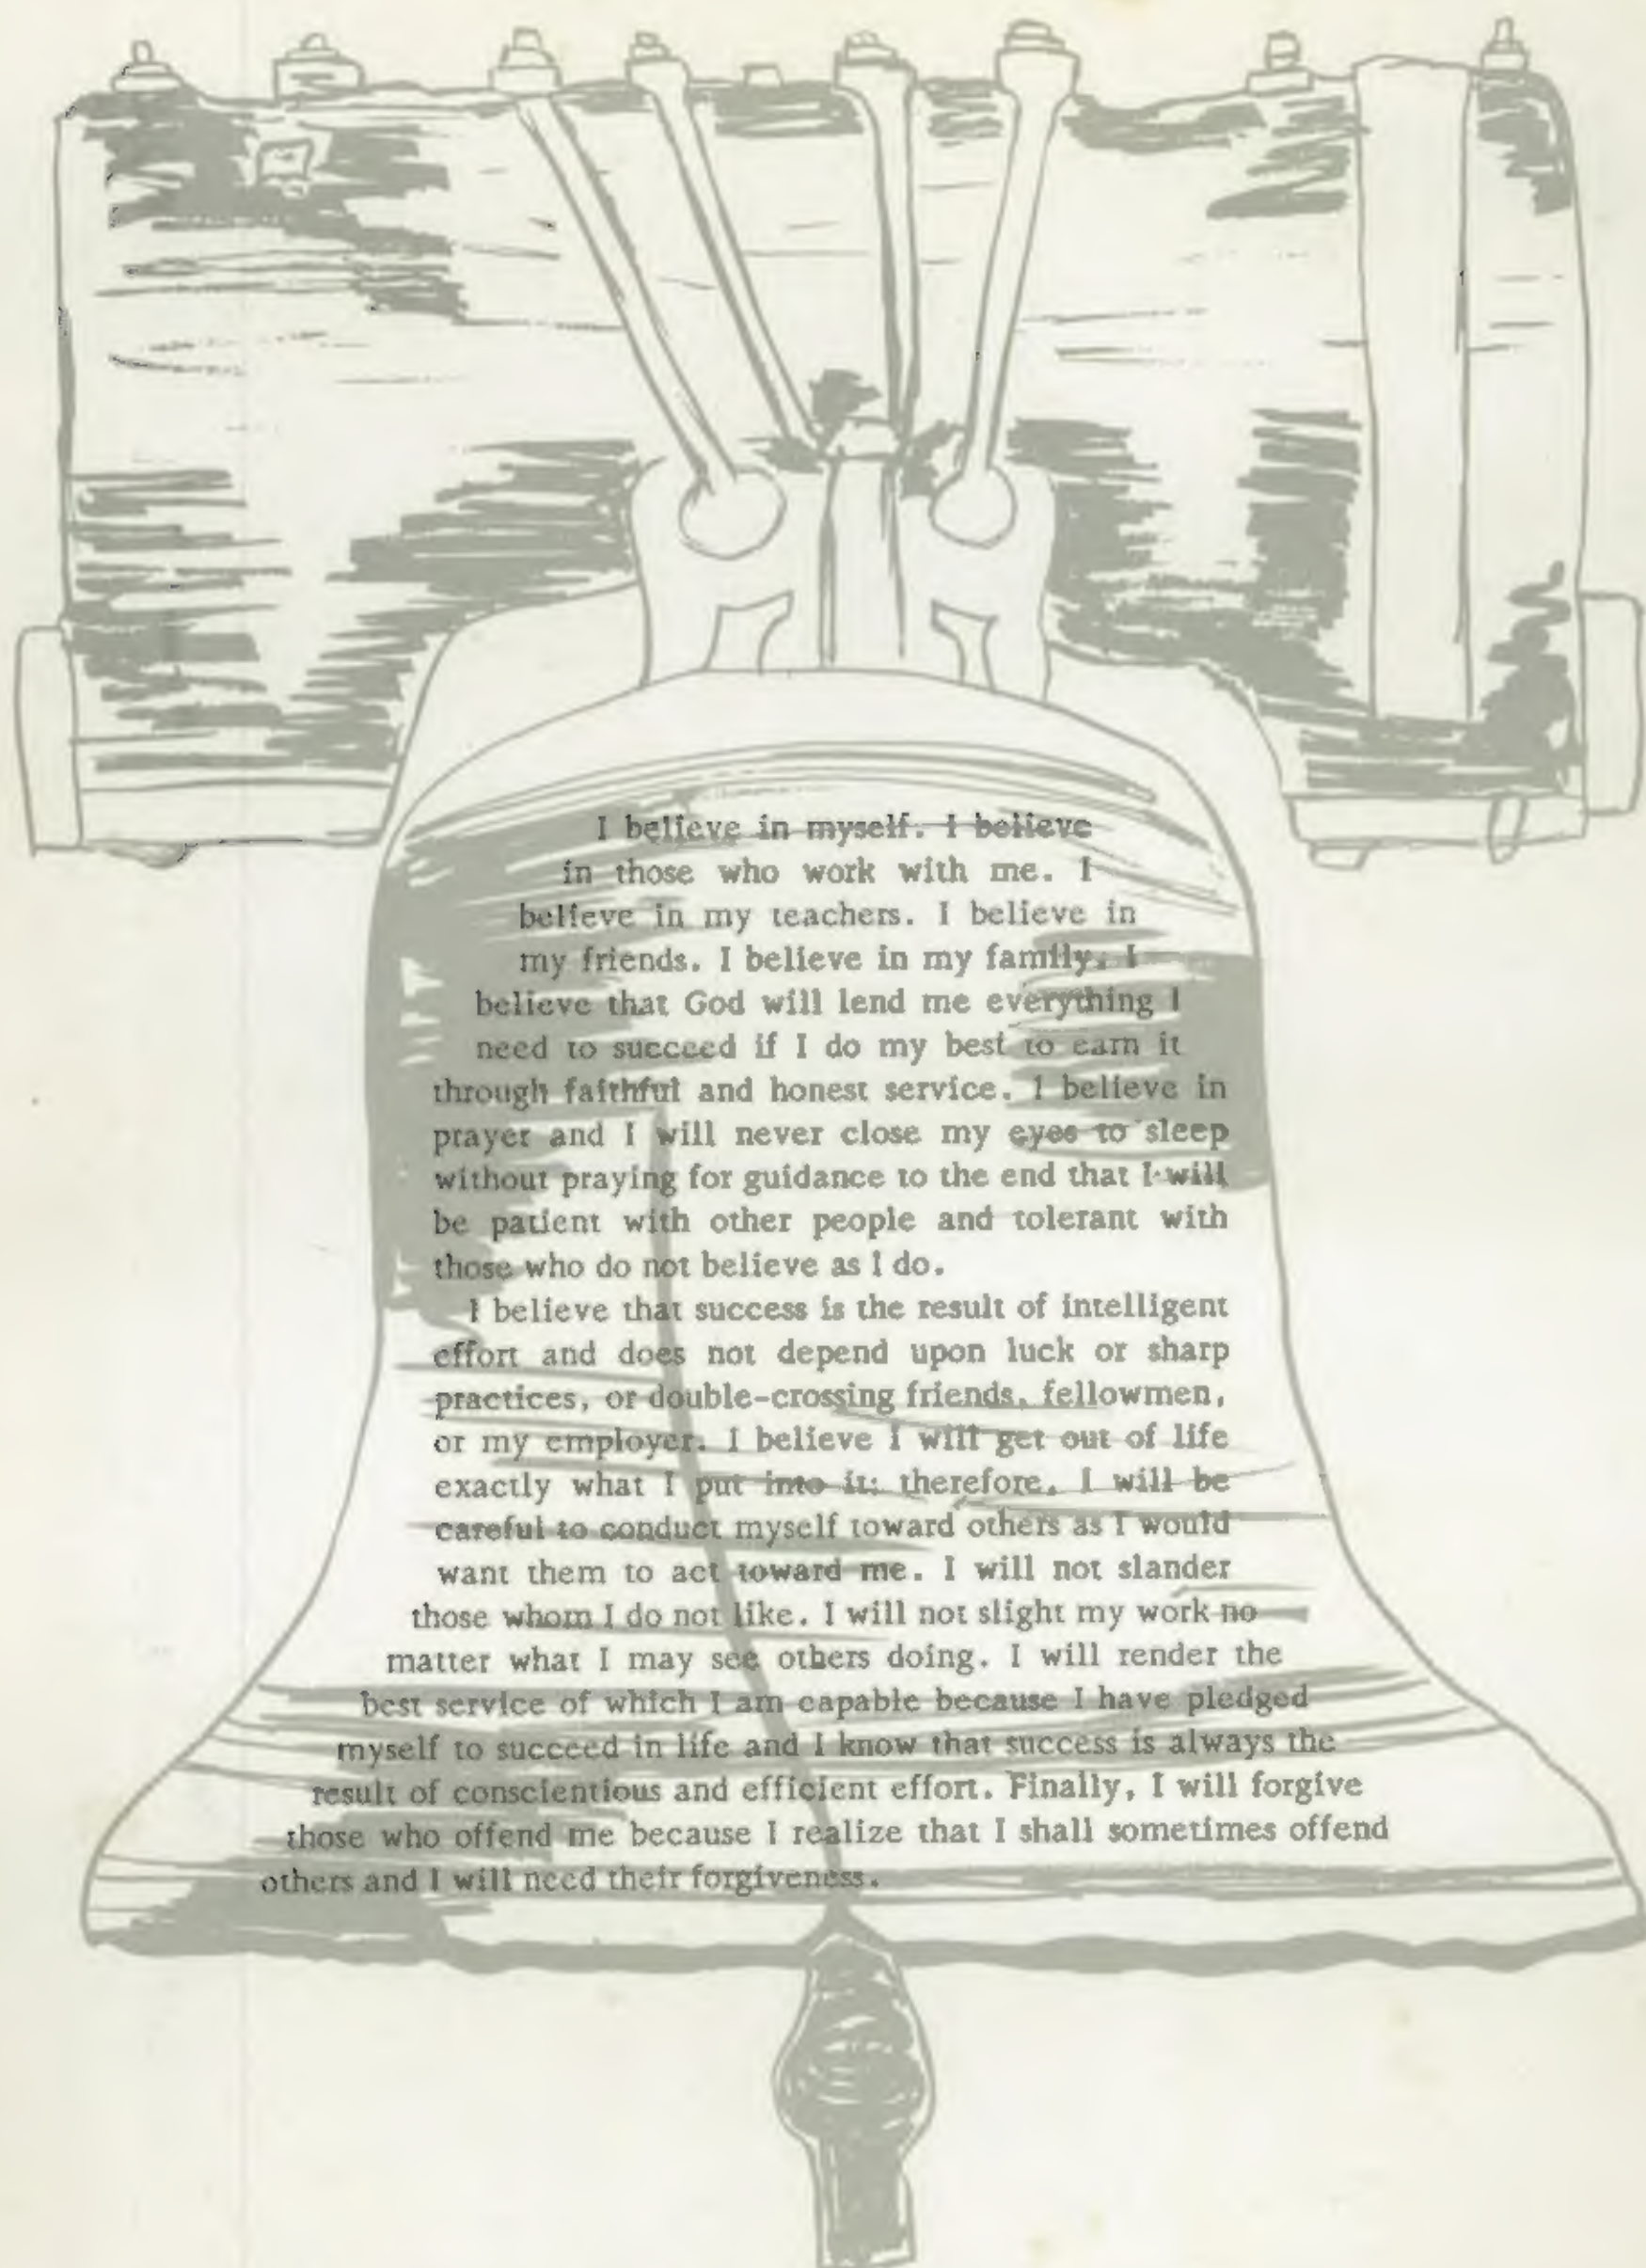 I believe in myself. I believe
in those who work with me. I
believe in my teachers. I believe in
my friends. I believe in my family. I
believe that God will lend me everything I
need to succeed if I do my best to earn it
through faithful and honest service. I believe in
prayer and I will never close my eyes to sleep
without praying for guidance to the end that I will
be patient with other people and tolerant with
those who do not believe as I do.
I believe that success is the result of intelligent
effort and does not depend upon luck or sharp
practices, or double-crossing friends, fellowmen,
or my employer. I believe I will get out of life
exactly what I put into it; therefore, I will be
careful to conduct myself toward others as I would
want them to act toward me. I will not slander
those whom I do not like. I will not slight my work no
matter what I may see others doing. I will render the
best service of which I am capable because I have pledged
myself to succeed in life and I know that success is always the
result of conscientious and efficient effort. Finally, I will forgive
those who offend me because I realize that I shall sometimes offend
others and I will need their forgiveness.